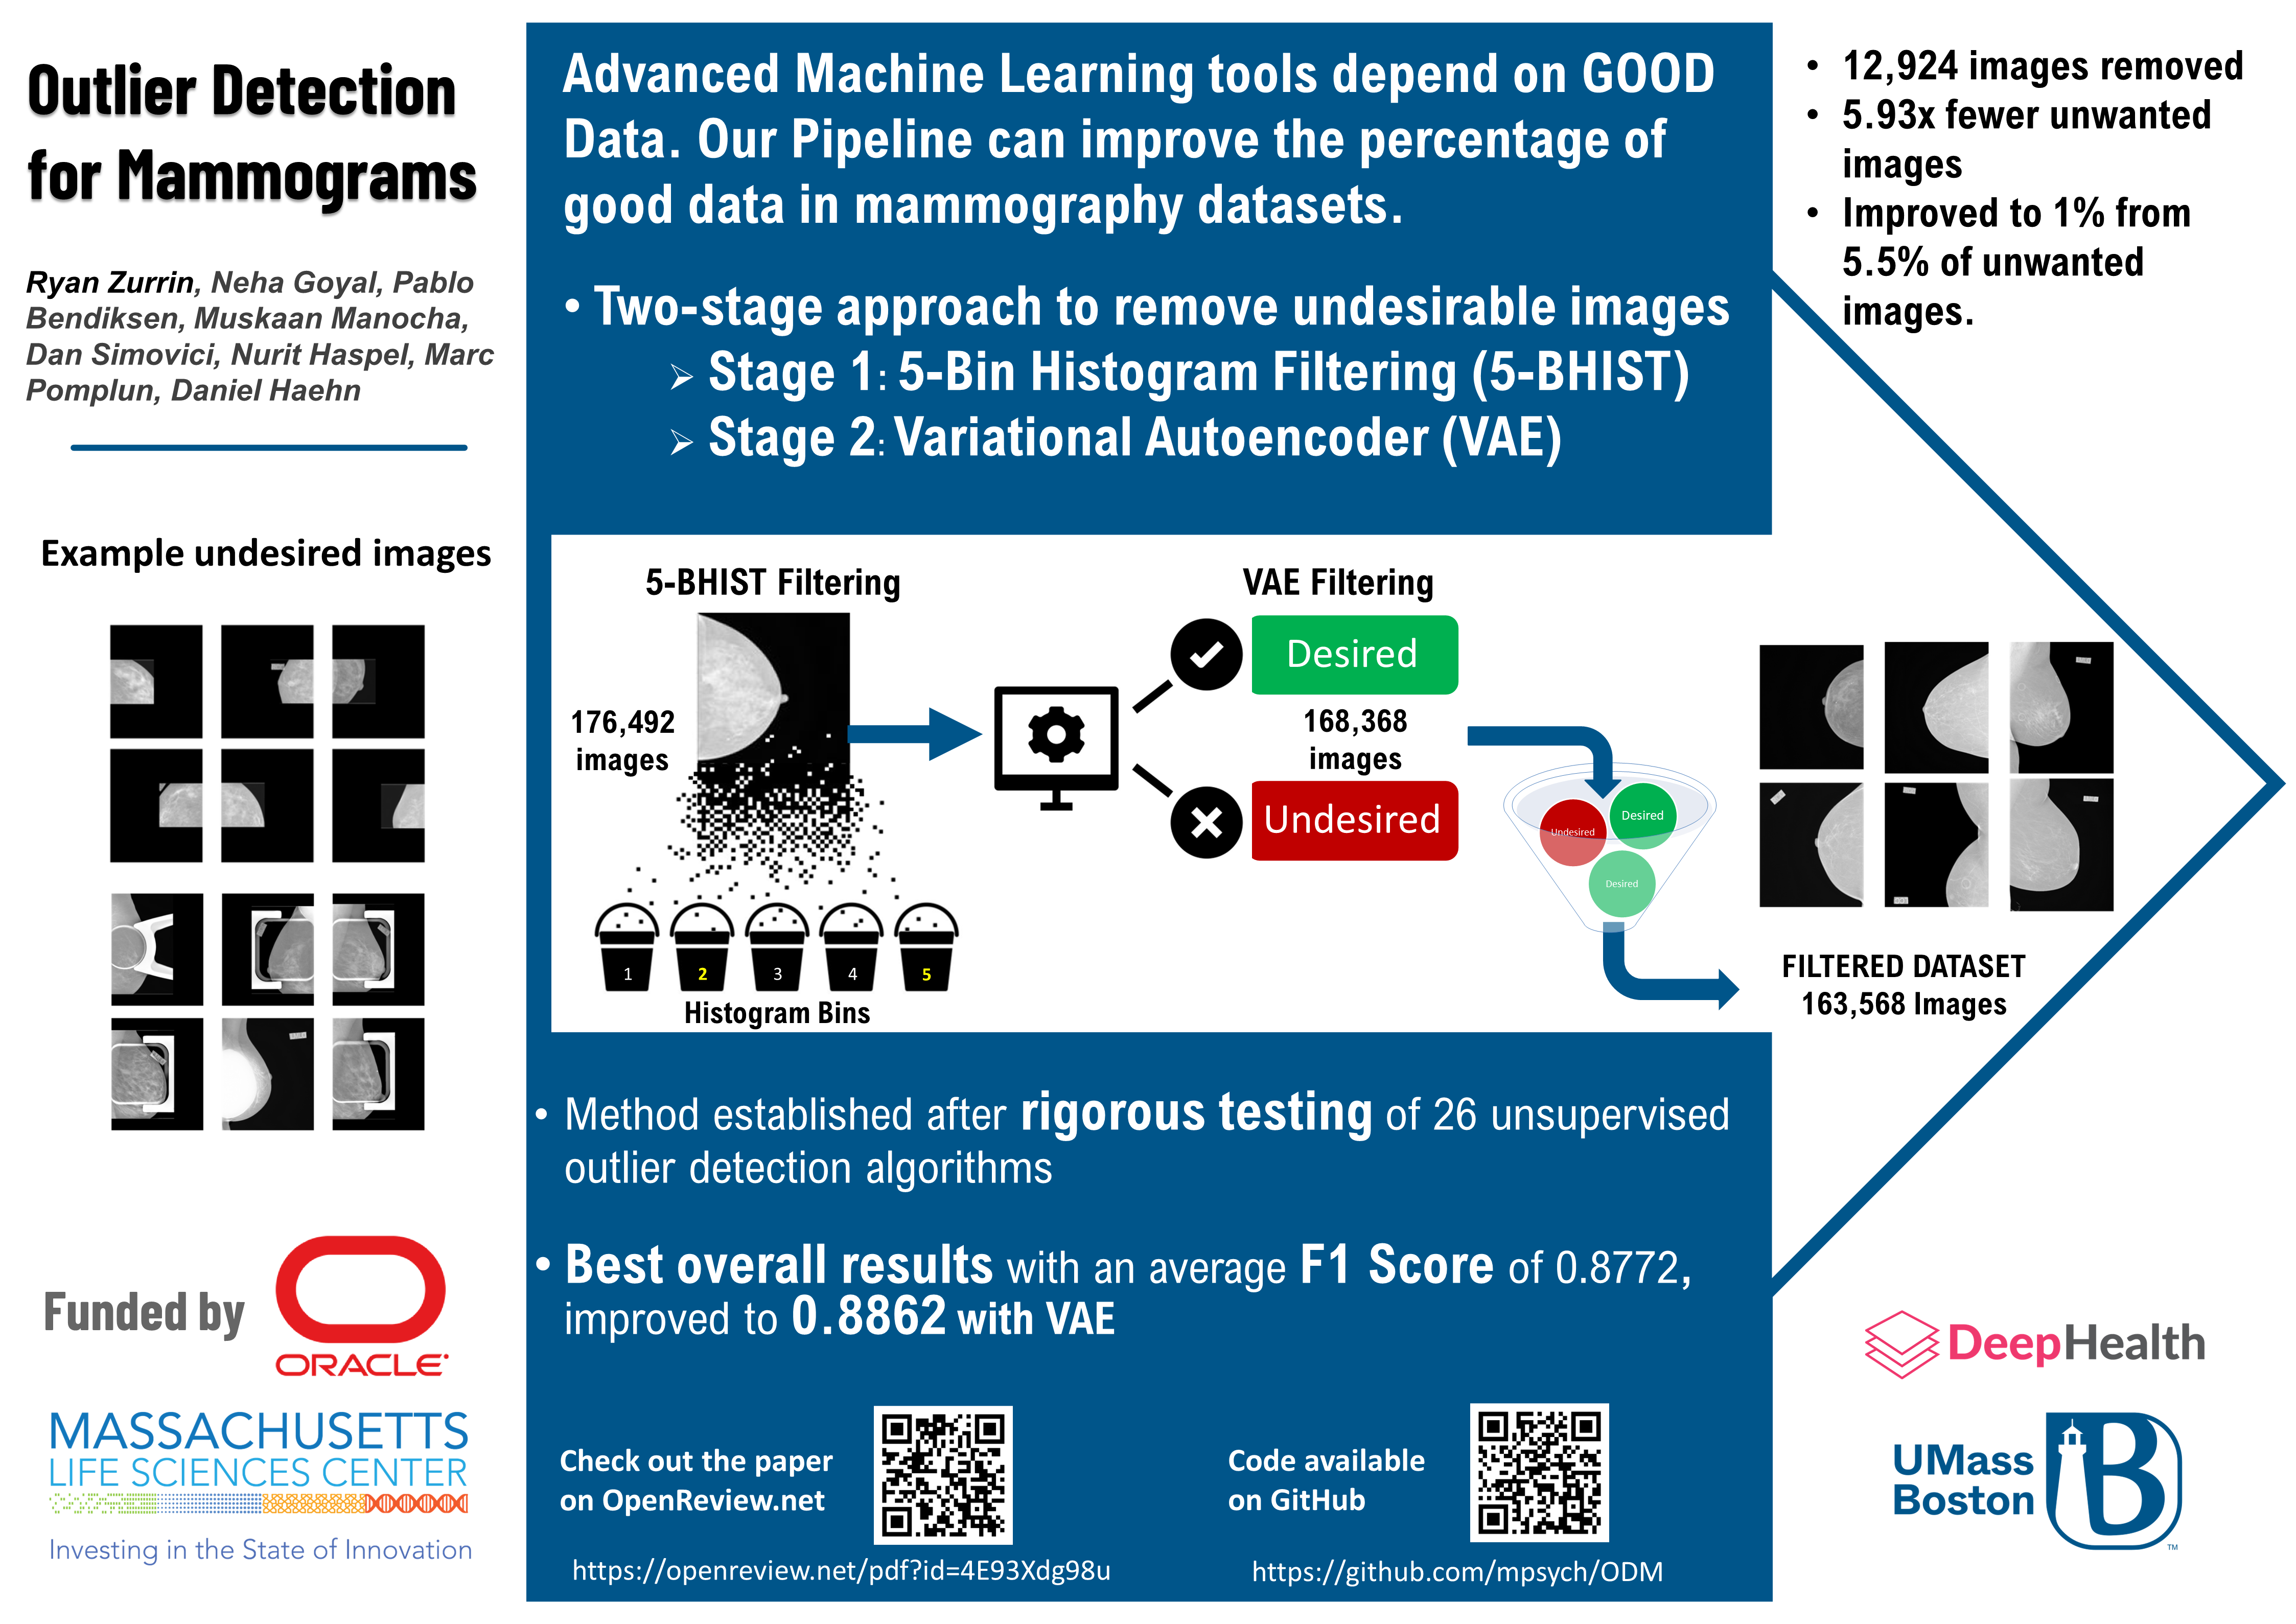 Outlier Detection
for Mammograms
Ryan Zurrin, Neha Goyal, Pablo
Bendiksen, Muskaan Manocha,
Dan Simovici, Nurit Haspel, Marc
Pomplun, Daniel Haehn
Example undesired images
Funded by
ORACLE
MASSACHUSETTS
LIFE SCIENCES CENTER
Investing in the State of Innovation
Advanced Machine Learning tools depend on GOOD
Data. Our Pipeline can improve the percentage of
good data in mammography datasets.
• Two-stage approach to remove undesirable images
➢ Stage 1: 5-Bin Histogram Filtering (5-BHIST)
➢ Stage 2: Variational Autoencoder (VAE)
5-BHIST Filtering
176,492
images
1 2 3 4 5
Histogram Bins
VAE Filtering
Desired
168,368
images
Undesired
Undesired
Desired
Desired
• Method established after rigorous testing of 26 unsupervised
outlier detection algorithms
• Best overall results with an average F1 Score of 0.8772,
improved to 0.8862 with VAE
Check out the paper
on OpenReview.net
https://openreview.net/pdf?id=4E93Xdg98u
Code available
on GitHub
https://github.com/mpsych/ODM
• 12,924 images removed
• 5.93x fewer unwanted
images
• Improved to 1% from
5.5% of unwanted
images.
FILTERED DATASET
163,568 Images
DeepHealth
UMass
Boston
B
TM